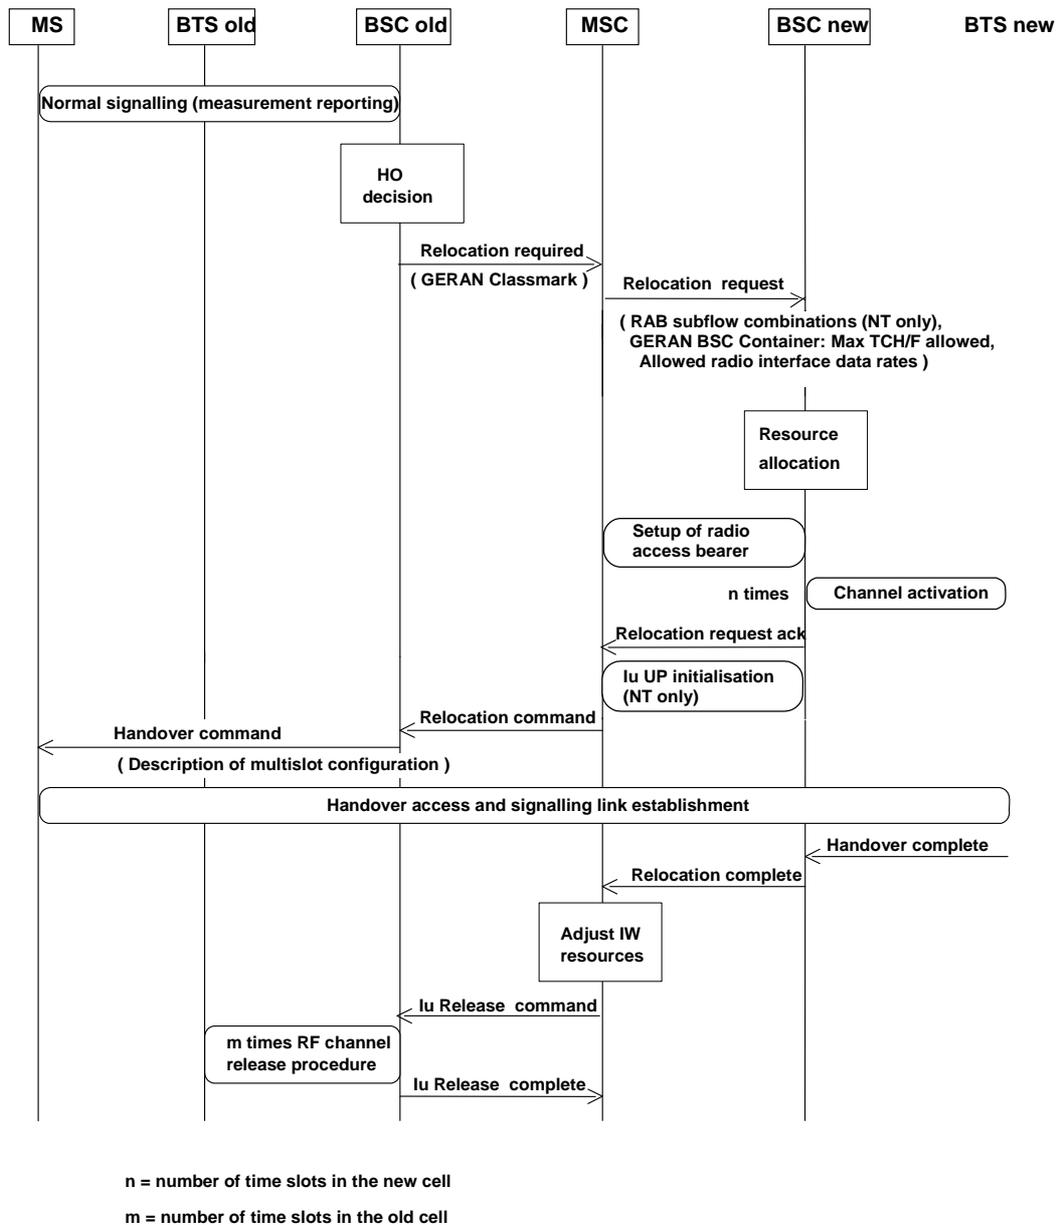 MS
BTS old
BSC old
MSC
BSC new
BTS new
Normal signalling (measurement reporting)
HO
decision
Relocation required
( GERAN Classmark )
Relocation request
( RAB subflow combinations (NT only),
GERAN BSC Container: Max TCH/F allowed,
Allowed radio interface data rates )
Resource
allocation
Setup of radio
access bearer
n times
Channel activation
Relocation request ack
Iu UP initialisation
(NT only)
Relocation command
Handover command
( Description of multislot configuration )
Handover access and signalling link establishment
Handover complete
Relocation complete
Adjust IW
resources
Iu Release command
m times RF channel
release procedure
Iu Release complete
n = number of time slots in the new cell
m = number of time slots in the old cell